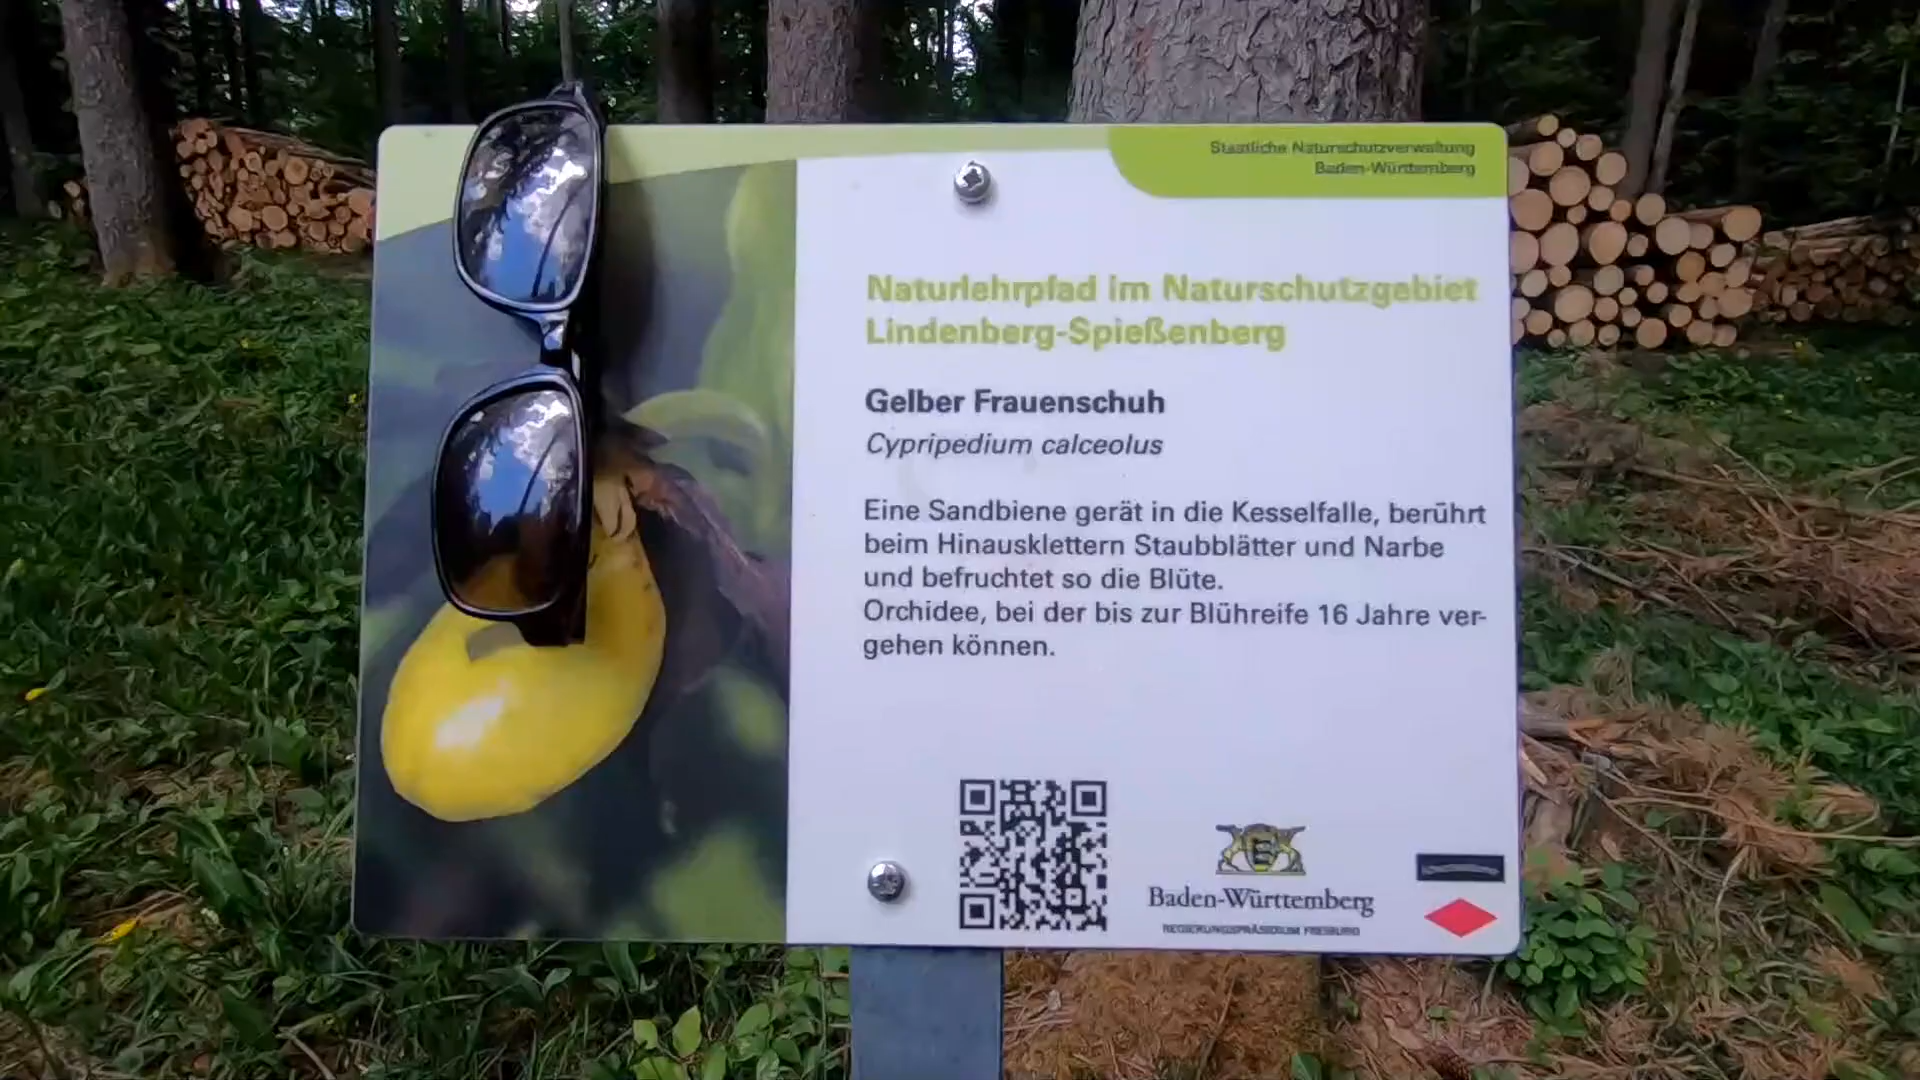 Staatliche Naturschutzverwaltung
Baden-Württemberg
Naturlehrpfad im Naturschutzgebiet
Lindenberg-Spießenberg
Gelber Frauenschuh
Cypripedium calceolus
Eine Sandbiene gerät in die Kesselfalle, berührt
beim Hinausklettern Staubblätter und Narbe
und befruchtet so die Blüte.
Orchidee, bei der bis zur Blühreife 16 Jahre ver-
gehen können.
Baden-Württemberg
REGIERUNGSPRÄSIDIUM FREIBURG